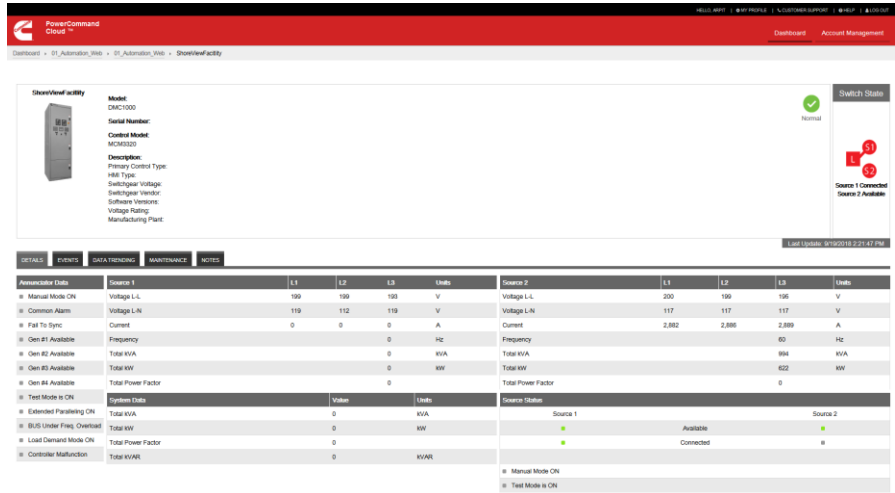 HELLO, ARPIT | MY PROFILE | CUSTOMER SUPPORT | HELP | LOG OUT
PowerCommand
Cloud ™
Dashboard Account Management
Dashboard » 01_Automation_Web » 01_Automation_Web » ShoreViewFacitlity
ShoreViewFacitlity
Model:
DMC1000
Serial Number:
Control Model:
MCM3320
Description:
Primary Control Type:
HMI Type:
Switchgear Voltage:
Switchgear Vendor:
Software Versions:
Voltage Rating:
Manufacturing Plant:
Normal
Switch State
S1
L
S2
Source 1 Connected
Source 2 Available
Last Update: 9/19/2018 2:21:47 PM
DETAILS EVENTS DATA TRENDING MAINTENANCE NOTES
Annunciator Data
Manual Mode ON
Common Alarm
Fail To Sync
Gen #1 Available
Gen #2 Available
Gen #3 Available
Gen #4 Available
Test Mode is ON
Extended Paralleling ON
BUS Under Freq. Overload
Load Demand Mode ON
Controller Malfunction
Source 1 L1 L2 L3 Units
Voltage L-L 199 199 193 V
Voltage L-N 119 112 119 V
Current 0 0 0 A
Frequency 0 Hz
Total kVA 0 kVA
Total kW 0 kW
Total Power Factor 0
System Data Value Units
Total kVA 0 kVA
Total kW 0 kW
Total Power Factor 0
Total kVAR 0 kVAR
Source 2 L1 L2 L3 Units
Voltage L-L 200 199 195 V
Voltage L-N 117 117 117 V
Current 2,882 2,886 2,889 A
Frequency 60 Hz
Total kVA 994 kVA
Total kW 622 kW
Total Power Factor 0
Source Status
Source 1 Source 2
Available
Connected
Manual Mode ON
Test Mode is ON